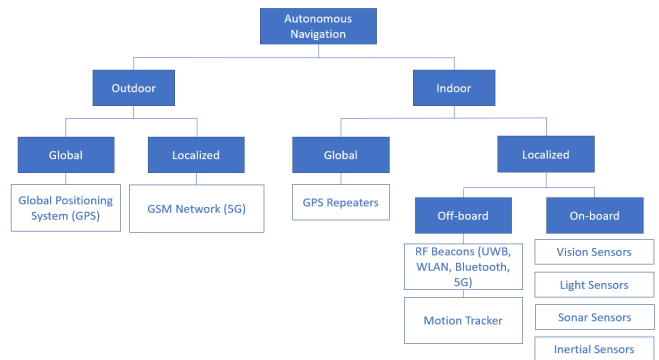 Autonomous
Navigation
Outdoor
Indoor
Global
Localized
Global
Localized
Global Positioning
System (GPS)
GSM Network (5G)
GPS Repeaters
Off-board
On-board
RF Beacons (UWB,
WLAN, Bluetooth,
5G)
Motion Tracker
Vision Sensors
Light Sensors
Sonar Sensors
Inertial Sensors